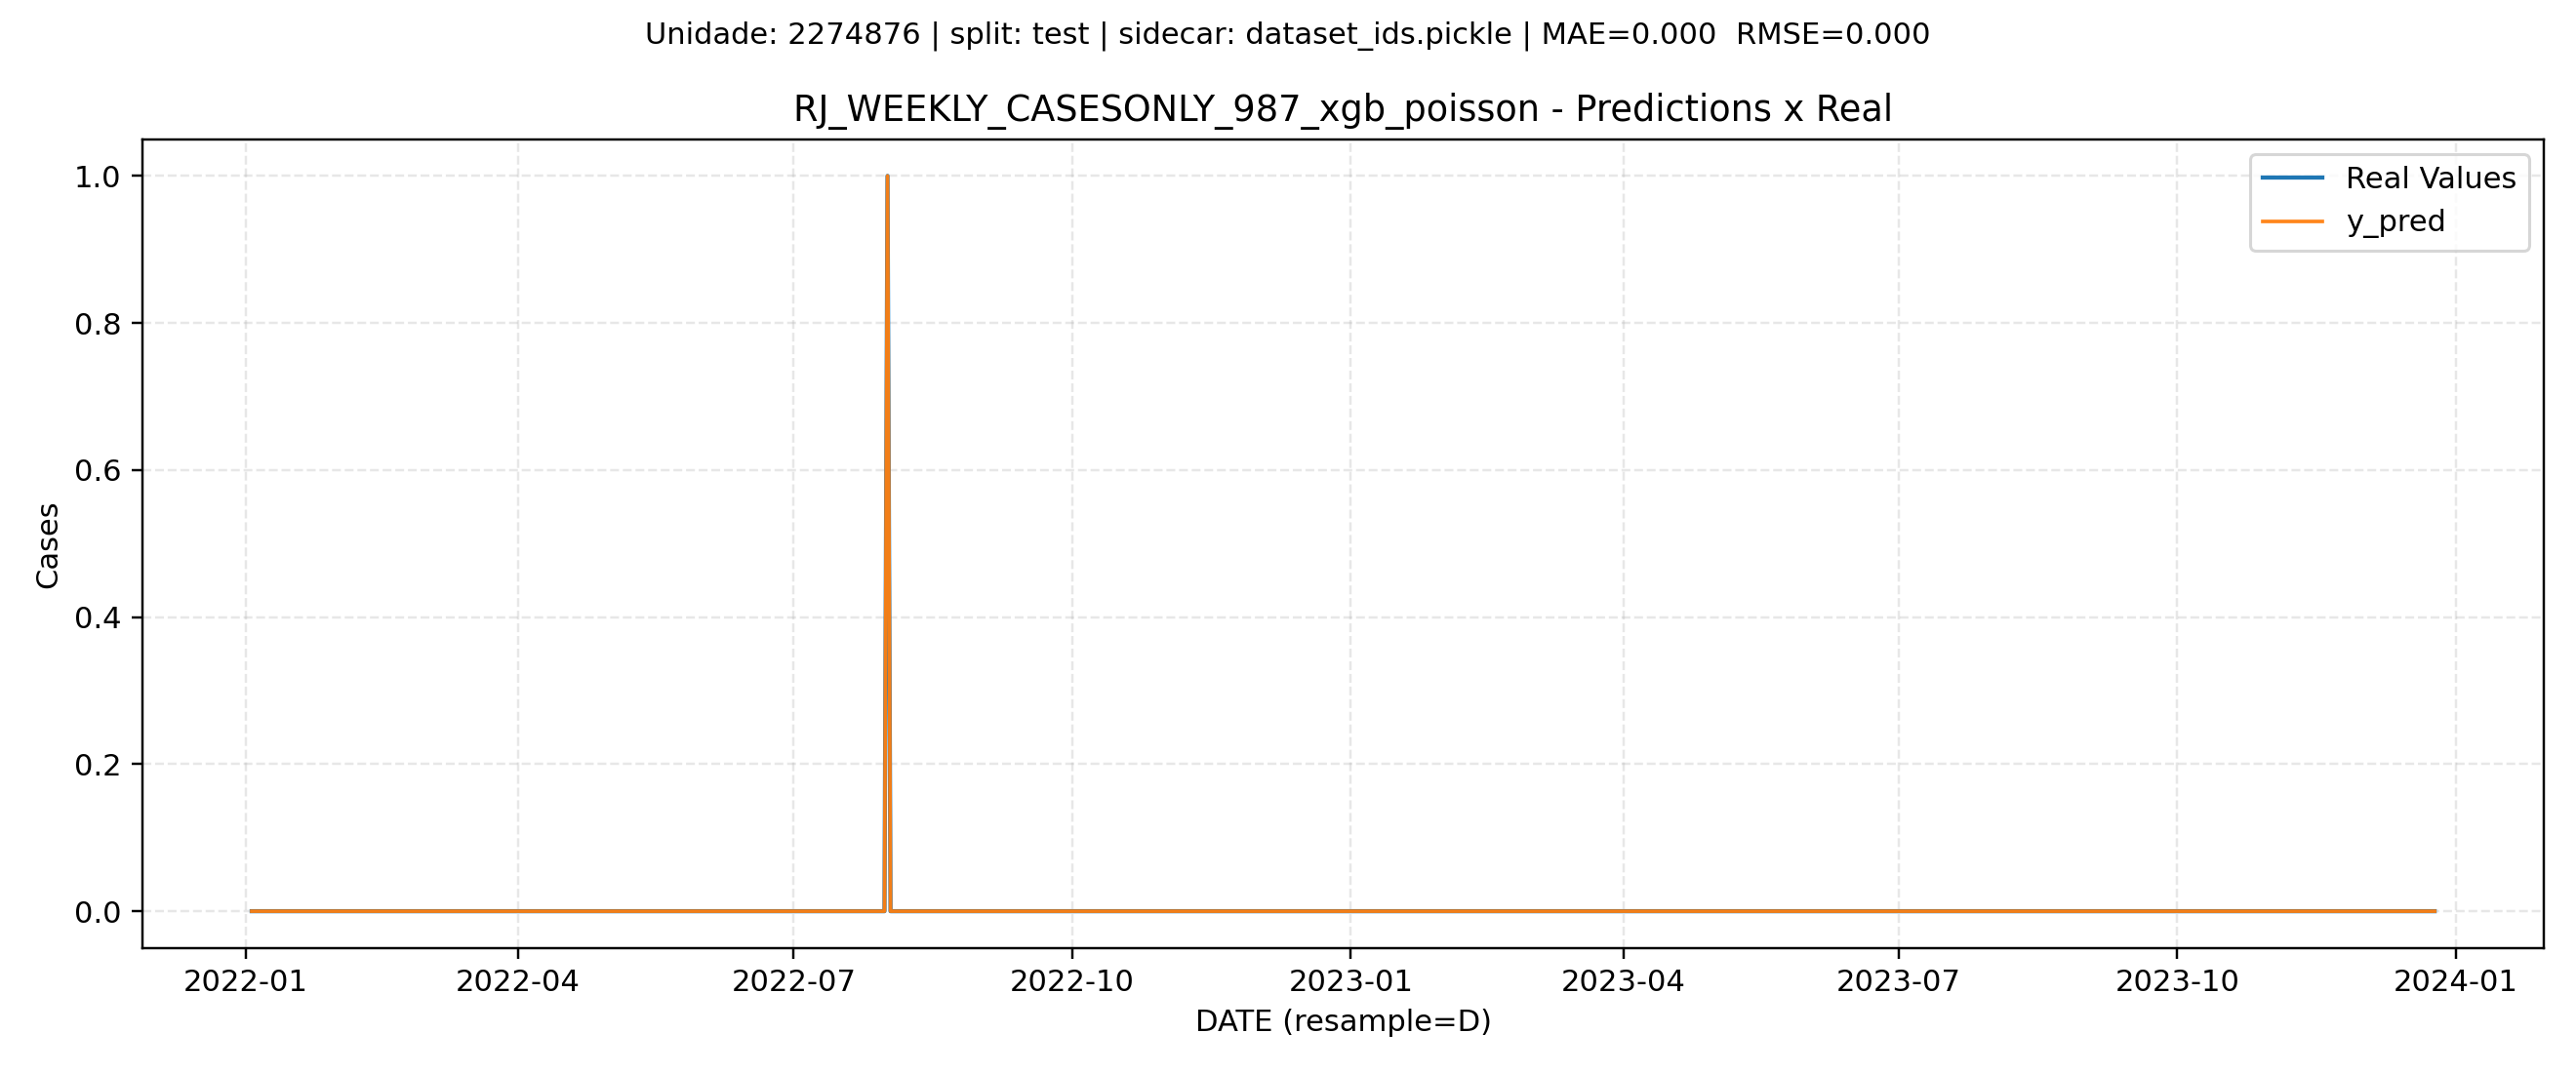 Unidade: 2274876 | split: test | sidecar: dataset_ids.pickle | MAE=0.000  RMSE=0.000
RJ_WEEKLY_CASESONLY_987_xgb_poisson - Predictions x Real
Real Values
y_pred
1.0
0.8
0.6
0.4
0.2
0.0
Cases
2022-01 2022-04 2022-07 2022-10 2023-01 2023-04 2023-07 2023-10 2024-01
DATE (resample=D)